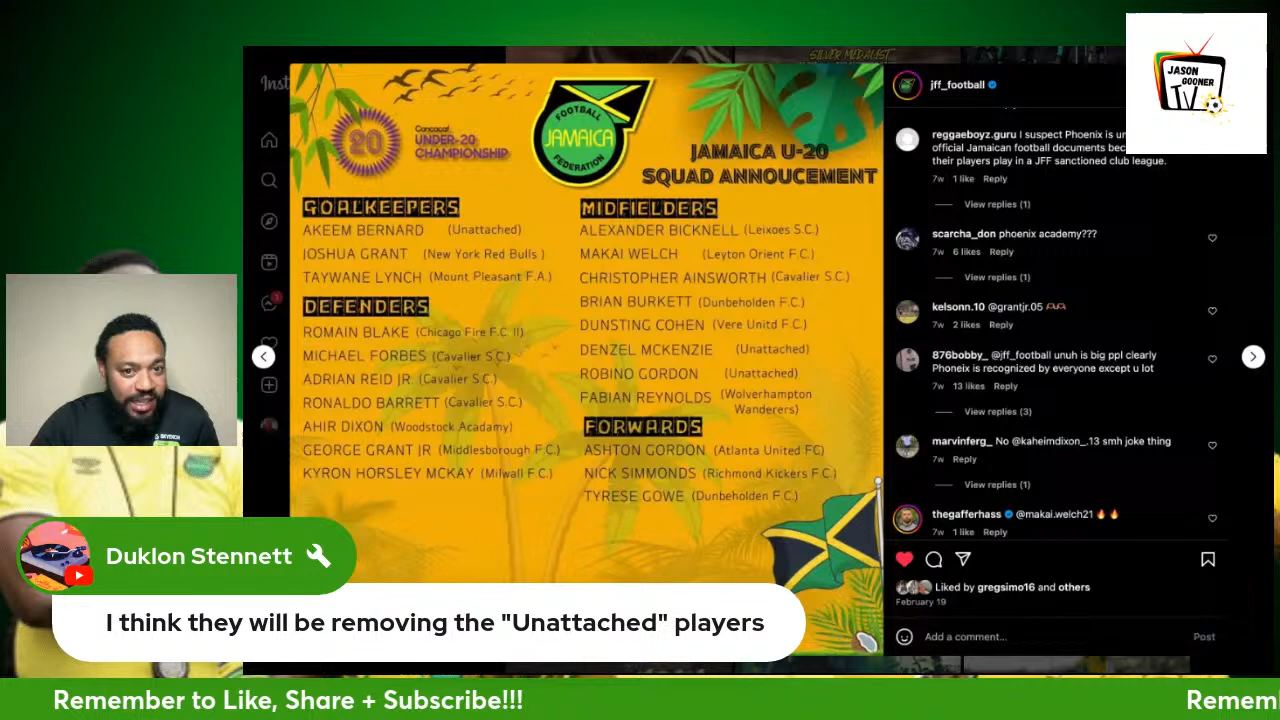 SILVER MEDALIST
Inst
20
Concacaf
UNDER-20
CHAMPIONSHIP
FOOTBALL
JAMAICA
FEDERATION
JAMAICA U-20
SQUAD ANNOUCEMENT
GOALKEEPERS
AKEEM BERNARD (Unattached)
JOSHUA GRANT (New York Red Bulls )
TAYWANE LYNCH (Mount Pleasant F.A.)
DEFENDERS
ROMAIN BLAKE (Chicago Fire F.C. II)
MICHAEL FORBES (Cavalier S.C.)
ADRIAN REID JR. (Cavalier S.C.)
RONALDO BARRETT (Cavalier S.C.)
AHIR DIXON (Woodstock Acadamy)
GEORGE GRANT JR (Middlesborough F.C.)
KYRON HORSLEY MCKAY (Milwall F.C.)
MIDFIELDERS
ALEXANDER BICKNELL (Leixoes S.C.)
MAKAI WELCH (Leyton Orient F.C.)
CHRISTOPHER AINSWORTH (Cavalier S.C.)
BRIAN BURKETT (Dunbeholden F.C.)
DUNSTING COHEN (Vere Unitd F.C.)
DENZEL MCKENZIE (Unattached)
ROBINO GORDON (Unattached)
FABIAN REYNOLDS (Wolverhampton
Wanderers)
FORWARDS
ASHTON GORDON (Atlanta United FC)
NICK SIMMONDS (Richmond Kickers F.C.)
TYRESE GOWE (Dunbeholden F.C.)
jff_football
reggaeboyz.guru I suspect Phoenix is un
official Jamaican football documents bec
their players play in a JFF sanctioned club league.
7w 1 like Reply
View replies (1)
scarcha_don phoenix academy???
7w 6 likes Reply
View replies (1)
kelsonn.10 @grantjr.05 🫶🏾🫶🏾
7w 2 likes Reply
876bobby_ @jff_football unuh is big ppl clearly
Phoneix is recognized by everyone except u lot
7w 13 likes Reply
View replies (3)
marvinferg_ No @kaheimdixon_.13 smh joke thing
7w Reply
View replies (1)
thegafferhass @makai.welch21 🔥🔥
7w 1 like Reply
Liked by gregsimo16 and others
February 19
Add a comment... Post
JASON
GOONER
TV
Duklon Stennett
I think they will be removing the "Unattached" players
Remember to Like, Share + Subscribe!!!
Remem